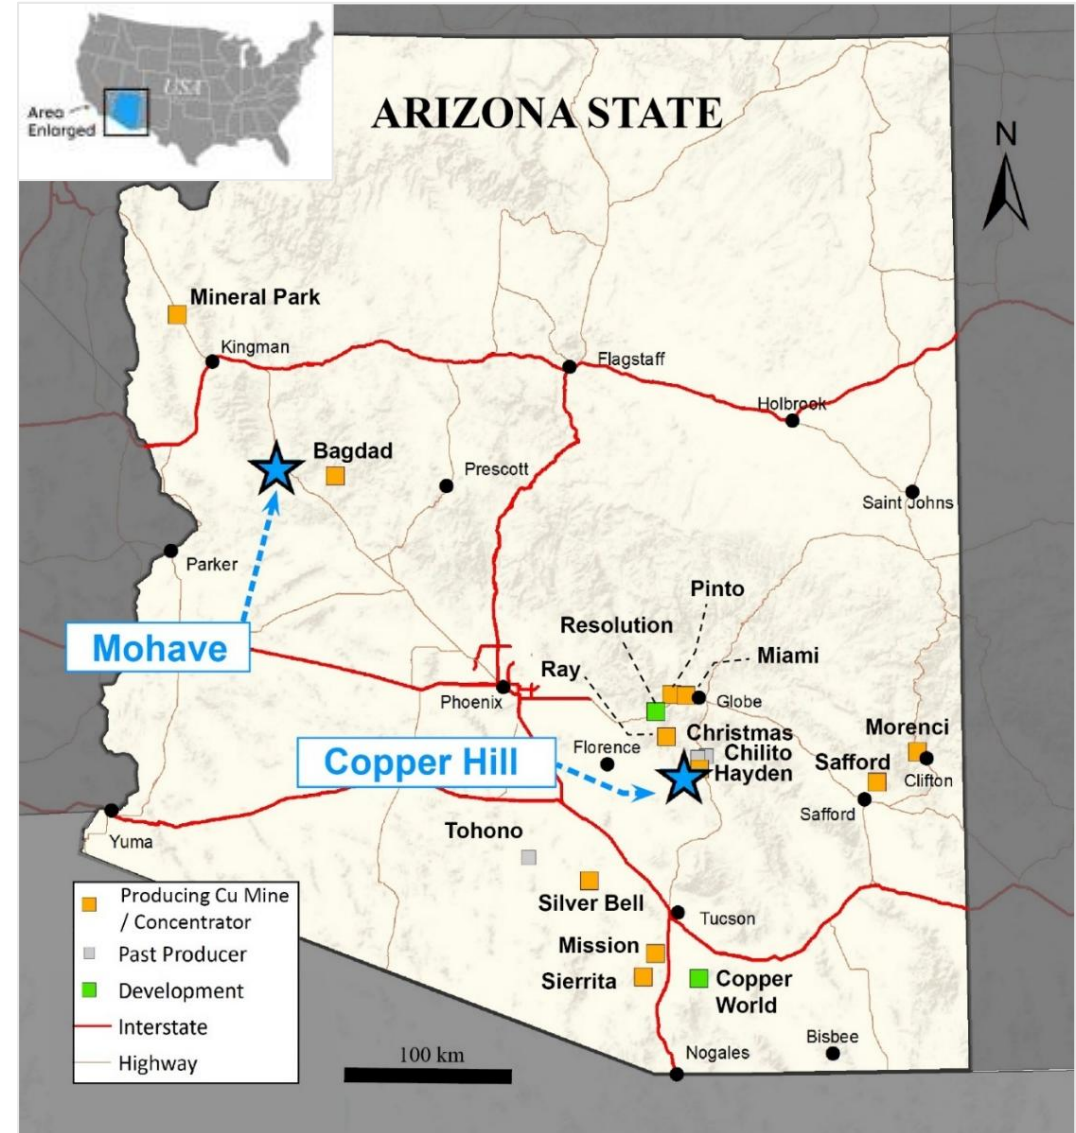 USA
Area
Enlarged
ARIZONA STATE
N
Mineral Park
Kingman
Flagstaff
Holbrook
Bagdad
Prescott
Saint Johns
Parker
Pinto
Resolution
Mohave
Miami
Ray
Phoenix
Globe
Christmas
Morenci
Florence
Chilito
Copper Hill
Safford
Hayden
Clifton
Safford
Yuma
Tohono
Silver Bell
Tucson
Mission
Sierrita
Copper
World
Bisbee
Nogales
Producing Cu Mine
/ Concentrator
Past Producer
Development
Interstate
Highway
100 km